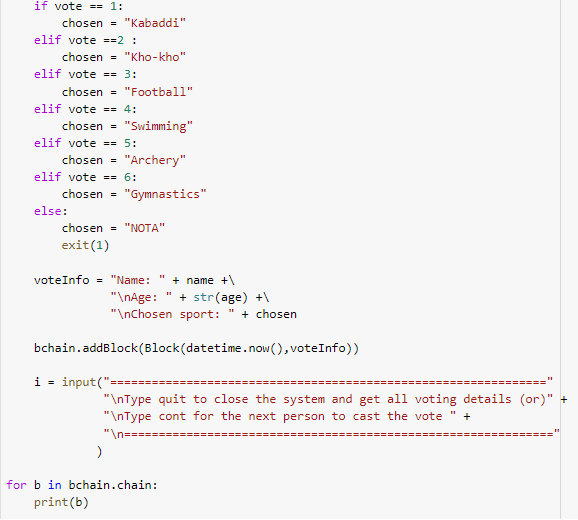 if vote == 1:
        chosen = "Kabaddi"
    elif vote ==2 :
        chosen = "Kho-kho"
    elif vote == 3:
        chosen = "Football"
    elif vote == 4:
        chosen = "Swimming"
    elif vote == 5:
        chosen = "Archery"
    elif vote == 6:
        chosen = "Gymnastics"
    else:
        chosen = "NOTA"
        exit(1)
    voteInfo = "Name: " + name +\
               "\nAge: " + str(age) +\
               "\nChosen sport: " + chosen
    bchain.addBlock(Block(datetime.now(),voteInfo))
    i = input("==============================================================="
              "\nType quit to close the system and get all voting details (or)" +
              "\nType cont for the next person to cast the vote " +
              "\n=============================================================="
             )
for b in bchain.chain:
    print(b)